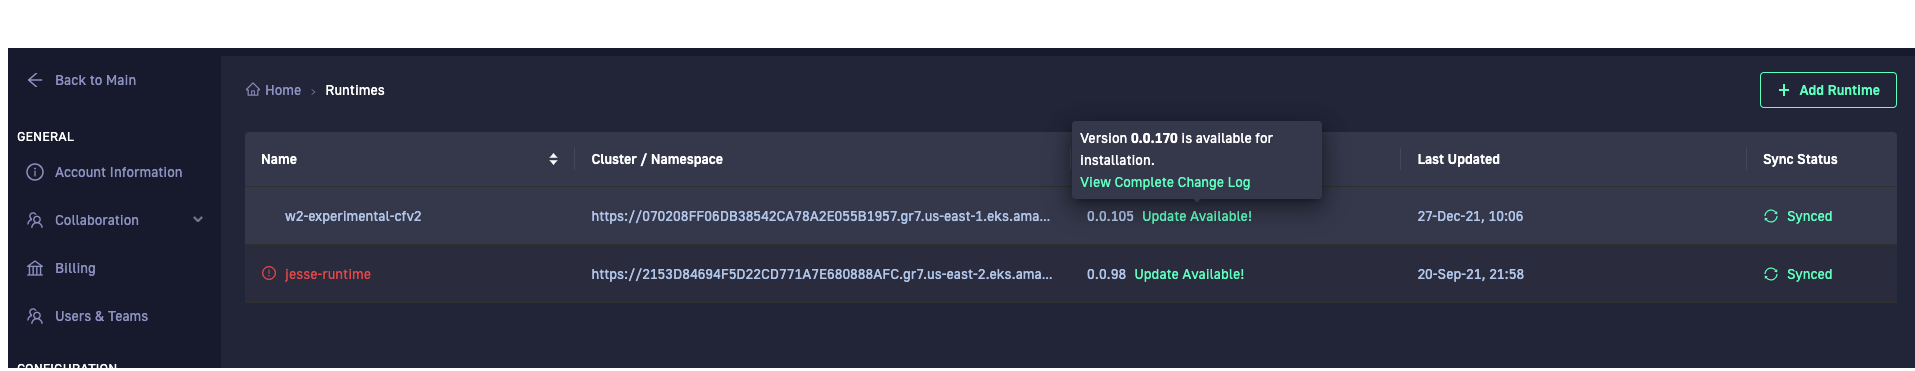 Back to Main
GENERAL
Account Information
Collaboration
Billing
Users & Teams
CONFIGURATION
Home > Runtimes
+ Add Runtime
Version 0.0.170 is available for
installation.
View Complete Change Log
Name Cluster / Namespace Last Updated Sync Status
w2-experimental-cfv2 https://070208FF06DB38542CA78A2E055B1957.gr7.us-east-1.eks.ama... 0.0.105 Update Available! 27-Dec-21, 10:06 Synced
jesse-runtime https://2153D84694F5D22CD771A7E680888AFC.gr7.us-east-2.eks.ama... 0.0.98 Update Available! 20-Sep-21, 21:58 Synced